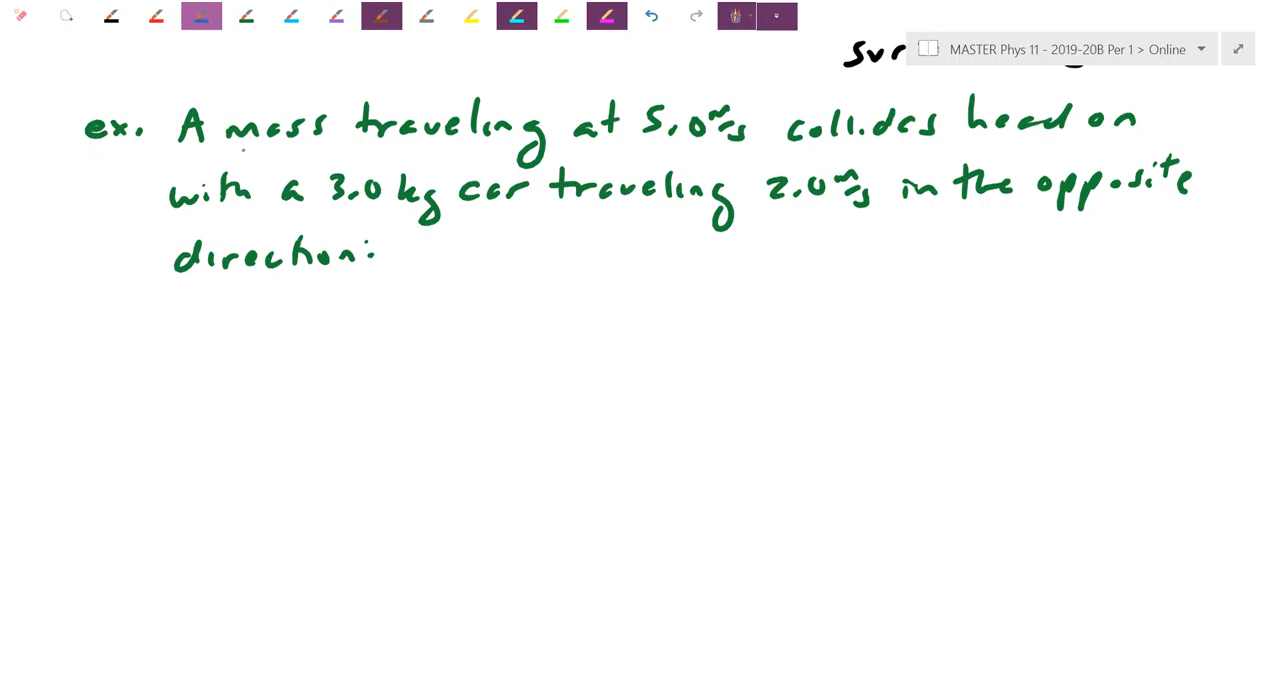 MASTER Phys 11 - 2019-20B Per 1 > Online
ex. A mass traveling at 5.0 m/s collides head on
with a 3.0 kg car traveling 2.0 m/s in the opposite
direction: